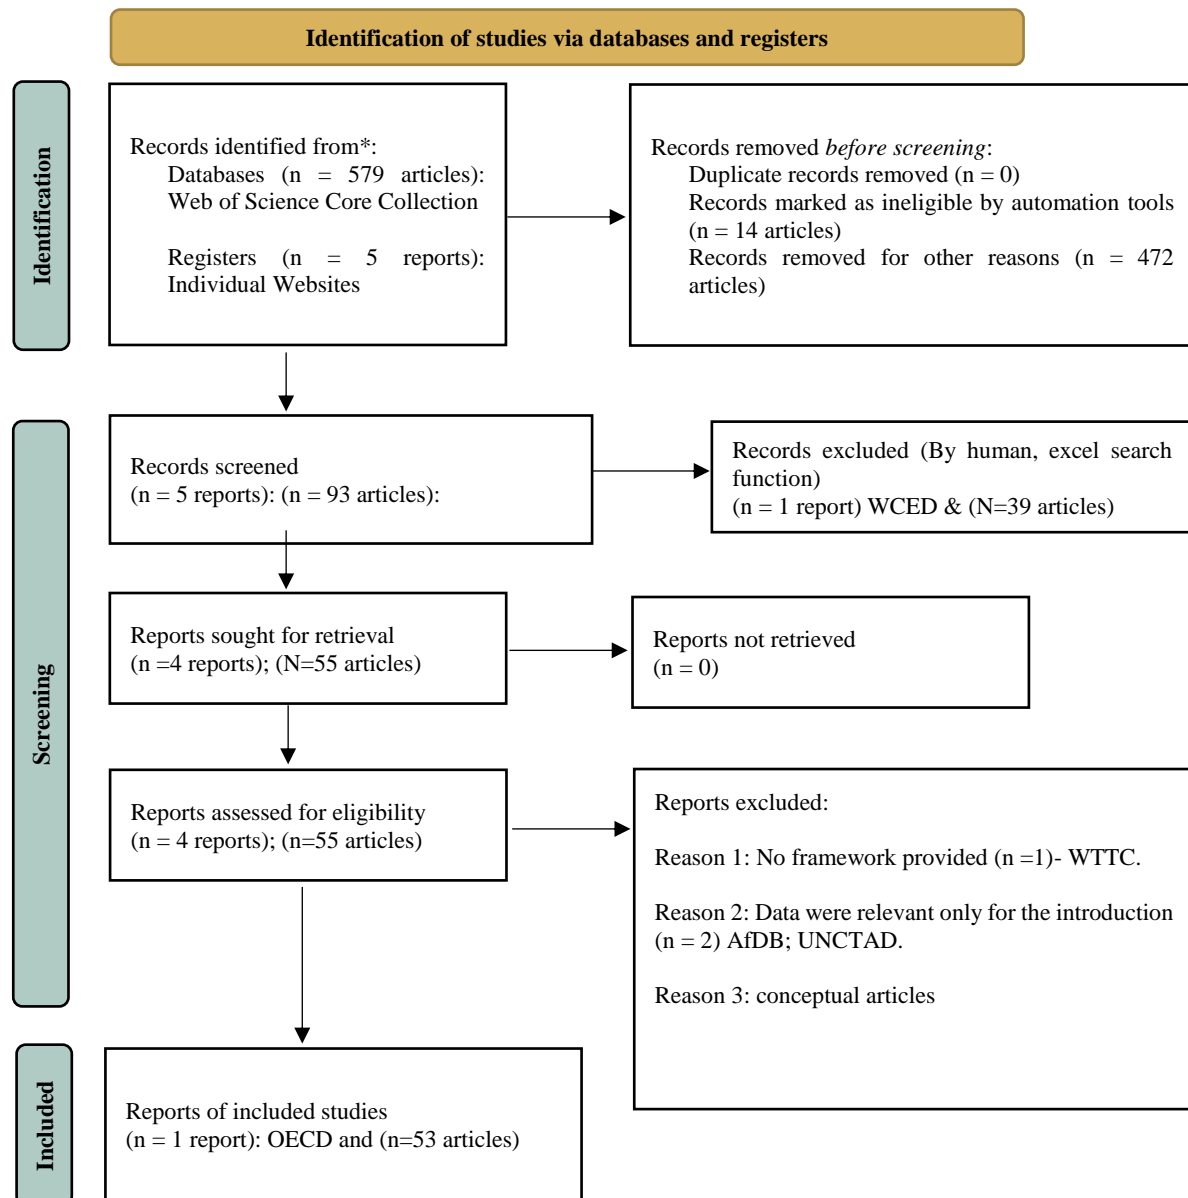 Identification of studies via databases and registers
Identification
Records identified from*:
Databases (n = 579 articles):
Web of Science Core Collection
Registers (n = 5 reports):
Individual Websites
Records removed before screening:
Duplicate records removed (n = 0)
Records marked as ineligible by automation tools
(n = 14 articles)
Records removed for other reasons (n = 472
articles)
Screening
Records screened
(n = 5 reports): (n = 93 articles):
Records excluded (By human, excel search
function)
(n = 1 report) WCED & (N=39 articles)
Reports sought for retrieval
(n =4 reports); (N=55 articles)
Reports not retrieved
(n = 0)
Reports assessed for eligibility
(n = 4 reports); (n=55 articles)
Reports excluded:
Reason 1: No framework provided (n =1)- WTTC.
Reason 2: Data were relevant only for the introduction
(n = 2) AfDB; UNCTAD.
Reason 3: conceptual articles
Included
Reports of included studies
(n = 1 report): OECD and (n=53 articles)